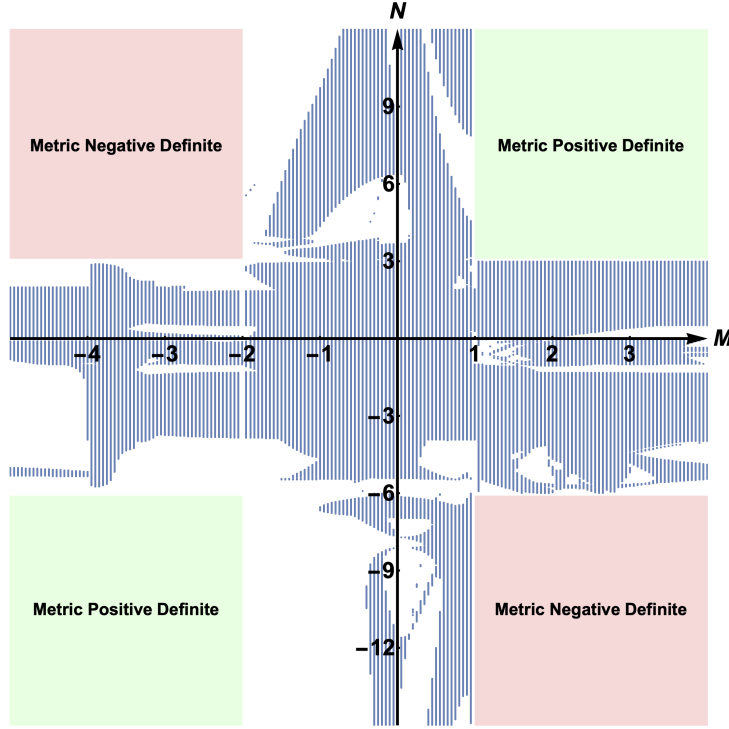 N
Metric Negative Definite
Metric Positive Definite
9
6
3
M
−4 −3 −2 −1 1 2 3
−3
−6
−9
−12
Metric Positive Definite
Metric Negative Definite